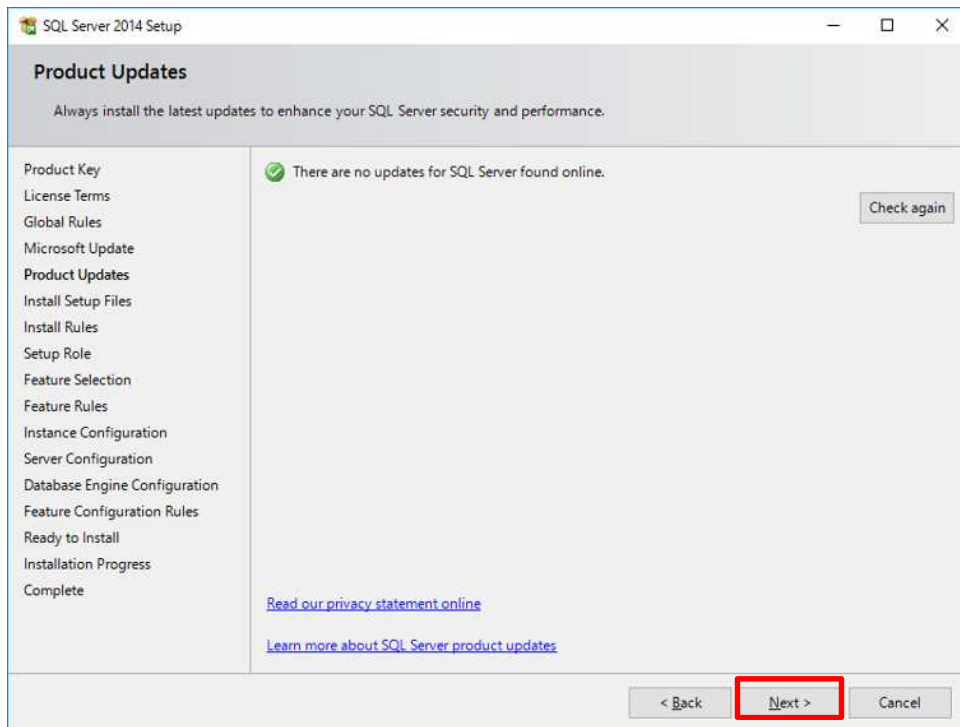 SQL Server 2014 Setup
Product Updates
Always install the latest updates to enhance your SQL Server security and performance.
Product Key
License Terms
Global Rules
Microsoft Update
Product Updates
Install Setup Files
Install Rules
Setup Role
Feature Selection
Feature Rules
Instance Configuration
Server Configuration
Database Engine Configuration
Feature Configuration Rules
Ready to Install
Installation Progress
Complete
There are no updates for SQL Server found online.
Check again
Read our privacy statement online
Learn more about SQL Server product updates
< Back
Next >
Cancel